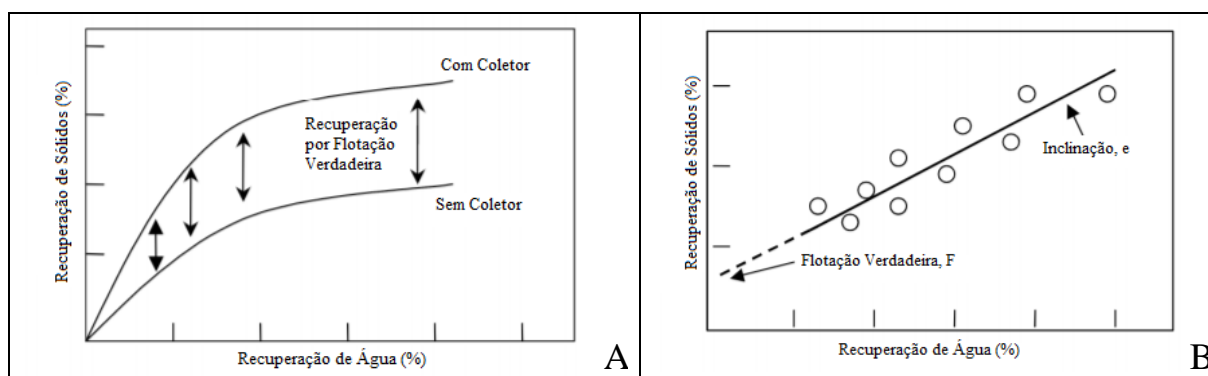 Recuperação de Sólidos (%)
Com Coletor
Recuperação
por Flotação
Verdadeira
Sem Coletor
Recuperação de Água (%)
A
Recuperação de Sólidos (%)
Inclinação, e
Flotação Verdadeira, F
Recuperação de Água (%)
B